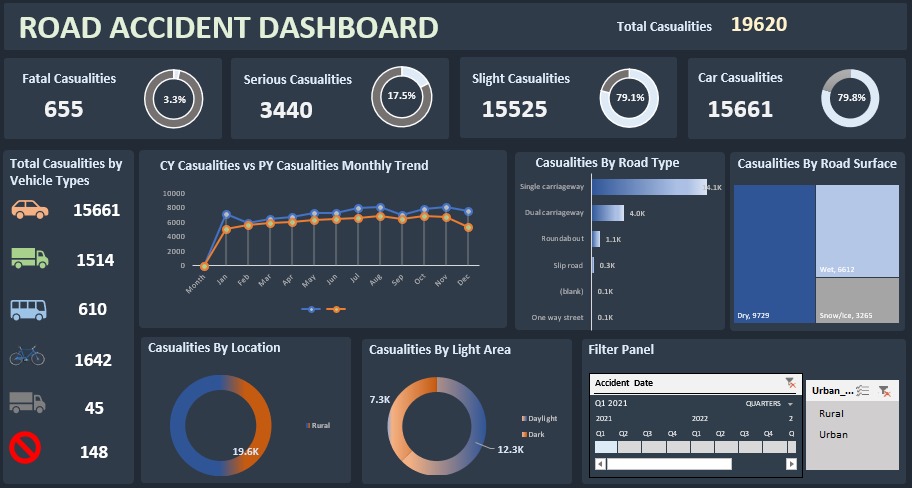 ROAD ACCIDENT DASHBOARD
Total Casualities 19620
Fatal Casualities
655
3.3%
Serious Casualities
3440
17.5%
Slight Casualities
15525
79.1%
Car Casualities
15661
79.8%
Total Casualities by
Vehicle Types
15661
1514
610
1642
45
148
CY Casualities vs PY Casualities Monthly Trend
10000
8000
6000
4000
2000
0
Month Jan Feb Mar Apr May Jun Jul Aug Sep Oct Nov Dec
Casualities By Road Type
Single carriageway 14.1K
Dual carriageway 4.0K
Roundabout 1.1K
Slip road 0.3K
(blank) 0.1K
One way street 0.1K
Casualities By Road Surface
Dry, 9729
Wet, 6612
Snow/Ice, 3265
Casualities By Location
Rural
19.6K
Casualities By Light Area
7.3K
Daylight
Dark
12.3K
Filter Panel
Accident Date
Q1 2021
QUARTERS
2021 2022 2
Q1 Q2 Q3 Q4 Q1 Q2 Q3 Q4 Q
Urban_...
Rural
Urban